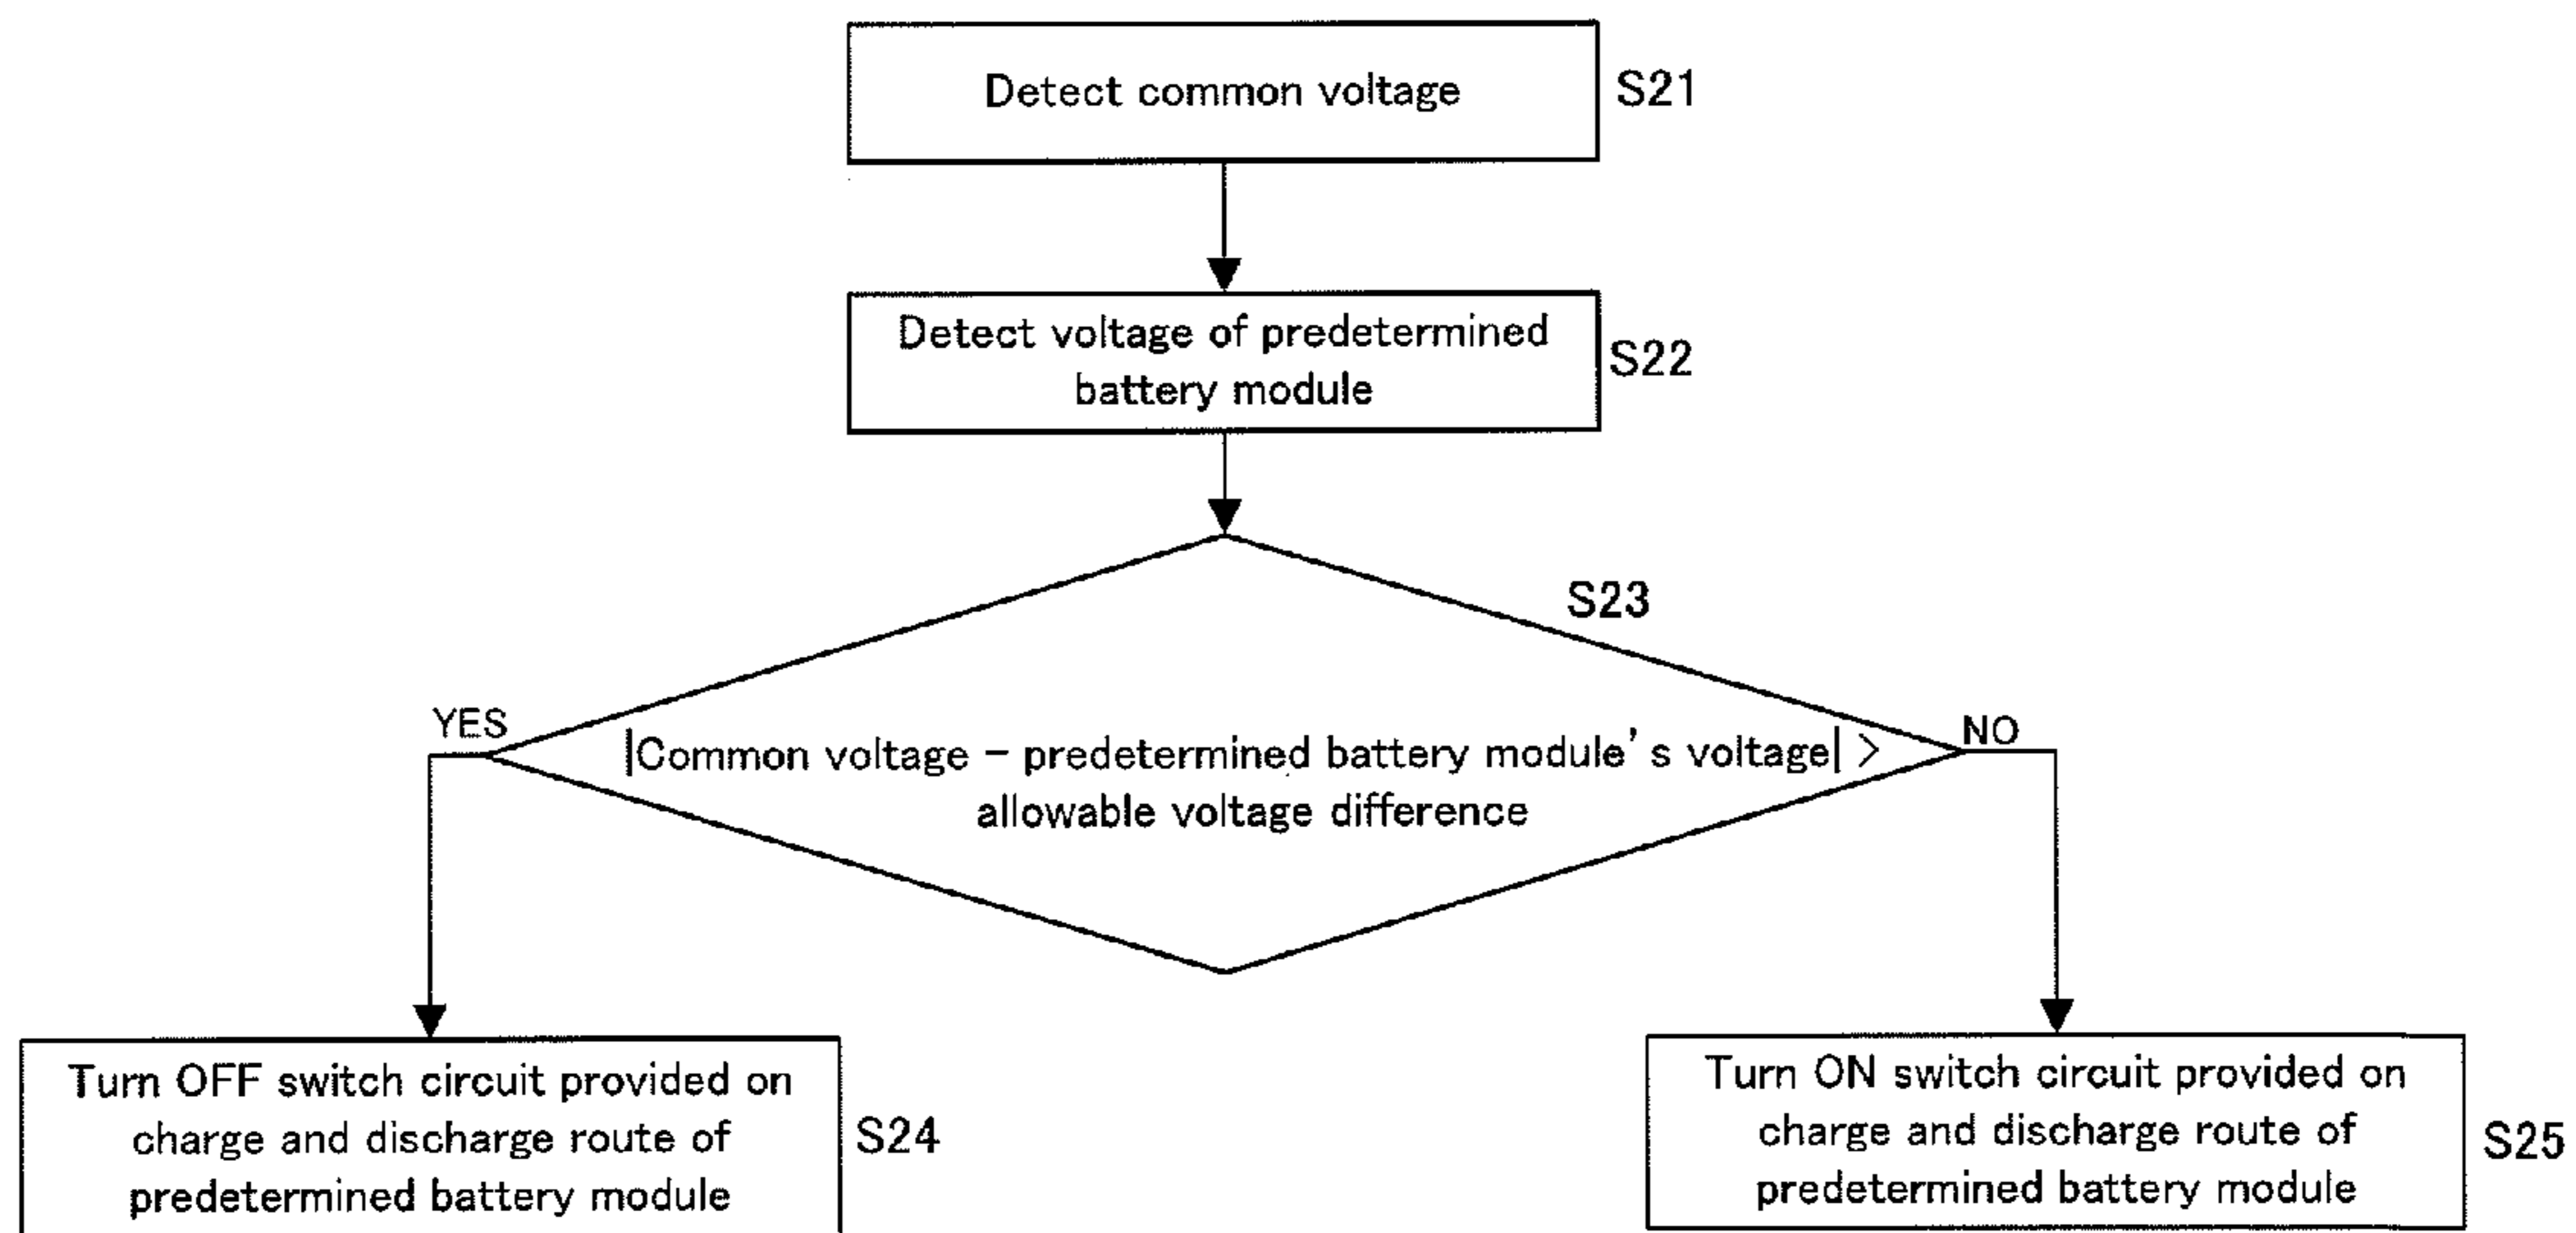 Detect common voltage
S21
Detect voltage of predetermined
battery module
S22
S23
YES
NO
|Common voltage − predetermined battery module's voltage| >
allowable voltage difference
Turn OFF switch circuit provided on
charge and discharge route of
predetermined battery module
S24
Turn ON switch circuit provided on
charge and discharge route of
predetermined battery module
S25